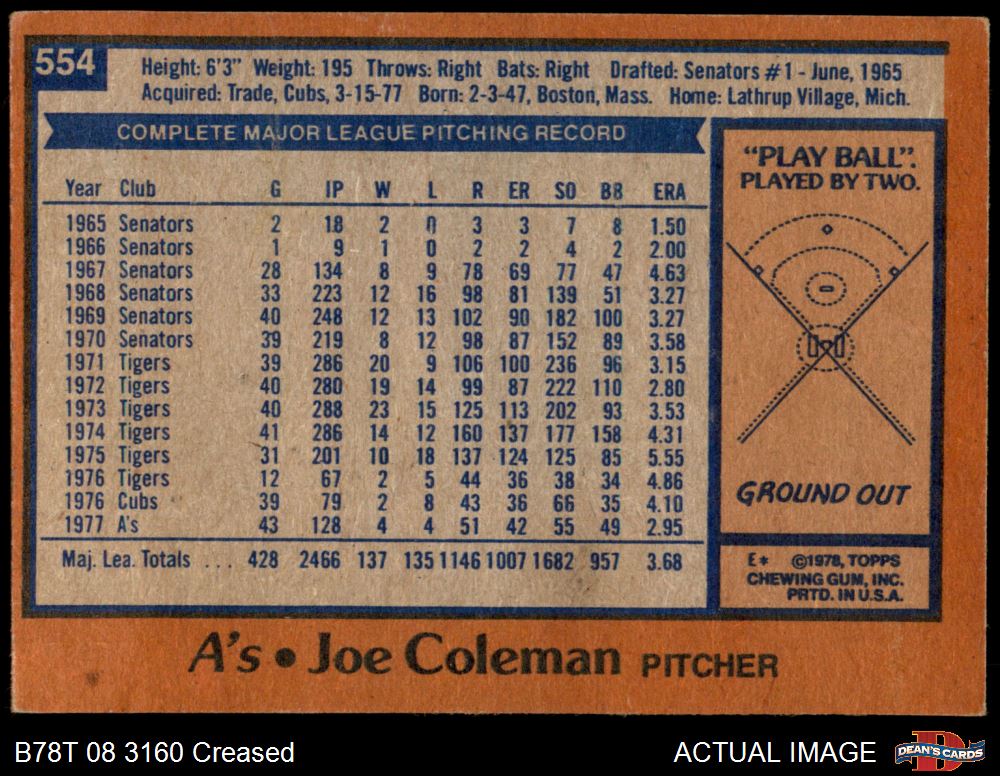 554
Height: 6'3" Weight: 195 Throws: Right Bats: Right Drafted: Senators #1 - June, 1965
Acquired: Trade, Cubs, 3-15-77 Born: 2-3-47, Boston, Mass. Home: Lathrup Village, Mich.
COMPLETE MAJOR LEAGUE PITCHING RECORD
Year Club G IP W L R ER SO BB ERA
1965 Senators 2 18 2 0 3 3 7 8 1.50
1966 Senators 1 9 1 0 2 2 4 2 2.00
1967 Senators 28 134 8 9 78 69 77 47 4.63
1968 Senators 33 223 12 16 98 81 139 51 3.27
1969 Senators 40 248 12 13 102 90 182 100 3.27
1970 Senators 39 219 8 12 98 87 152 89 3.58
1971 Tigers 39 286 20 9 106 100 236 96 3.15
1972 Tigers 40 280 19 14 99 87 222 110 2.80
1973 Tigers 40 288 23 15 125 113 202 93 3.53
1974 Tigers 41 286 14 12 160 137 177 158 4.31
1975 Tigers 31 201 10 18 137 124 125 85 5.55
1976 Tigers 12 67 2 5 44 36 38 34 4.86
1976 Cubs 39 79 2 8 43 36 66 35 4.10
1977 A's 43 128 4 4 51 42 55 49 2.95
Maj. Lea. Totals ... 428 2466 137 135 1146 1007 1682 957 3.68
"PLAY BALL".
PLAYED BY TWO.
GROUND OUT
E* ©1978, TOPPS
CHEWING GUM, INC.
PRTD. IN U.S.A.
A's • Joe Coleman PITCHER
B78T 08 3160 Creased
ACTUAL IMAGE
DEAN'S CARDS